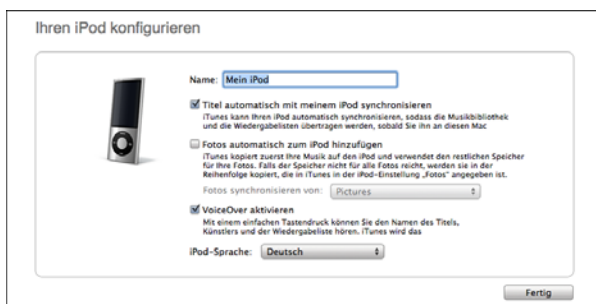 Ihren iPod konfigurieren
Name: Mein iPod
Titel automatisch mit meinem iPod synchronisieren
iTunes kann Ihren iPod automatisch synchronisieren, sodass die Musikbibliothek
und die Wiedergabelisten übertragen werden, sobald Sie ihn an diesen Mac
Fotos automatisch zum iPod hinzufügen
iTunes kopiert zuerst Ihre Musik auf den iPod und verwendet den restlichen Speicher
für Ihre Fotos. Falls der Speicher nicht für alle Fotos reicht, werden sie in der
Reihenfolge kopiert, die in iTunes in der iPod-Einstellung „Fotos“ angegeben ist.
Fotos synchronisieren von: Pictures
VoiceOver aktivieren
Mit einem einfachen Tastendruck können Sie den Namen des Titels,
Künstlers und der Wiedergabeliste hören. iTunes wird das
iPod-Sprache: Deutsch
Fertig